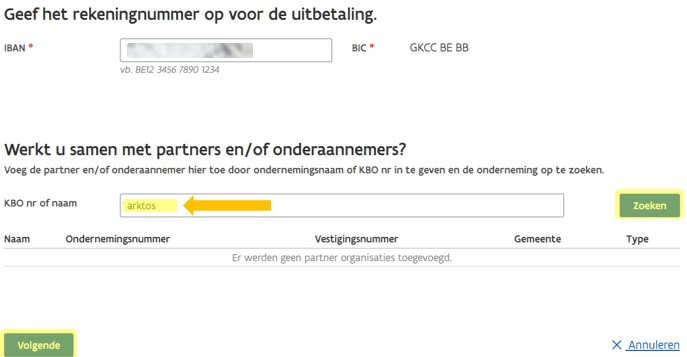 Geef het rekeningnummer op voor de uitbetaling.
IBAN * BIC * GKCC BE BB
vb. BE12 3456 7890 1234
Werkt u samen met partners en/of onderaannemers?
Voeg de partner en/of onderaannemer hier toe door ondernemingsnaam of KBO nr in te geven en de onderneming op te zoeken.
KBO nr of naam arktos Zoeken
Naam Ondernemingsnummer Vestigingsnummer Gemeente Type
Er werden geen partner organisaties toegevoegd.
Volgende × Annuleren